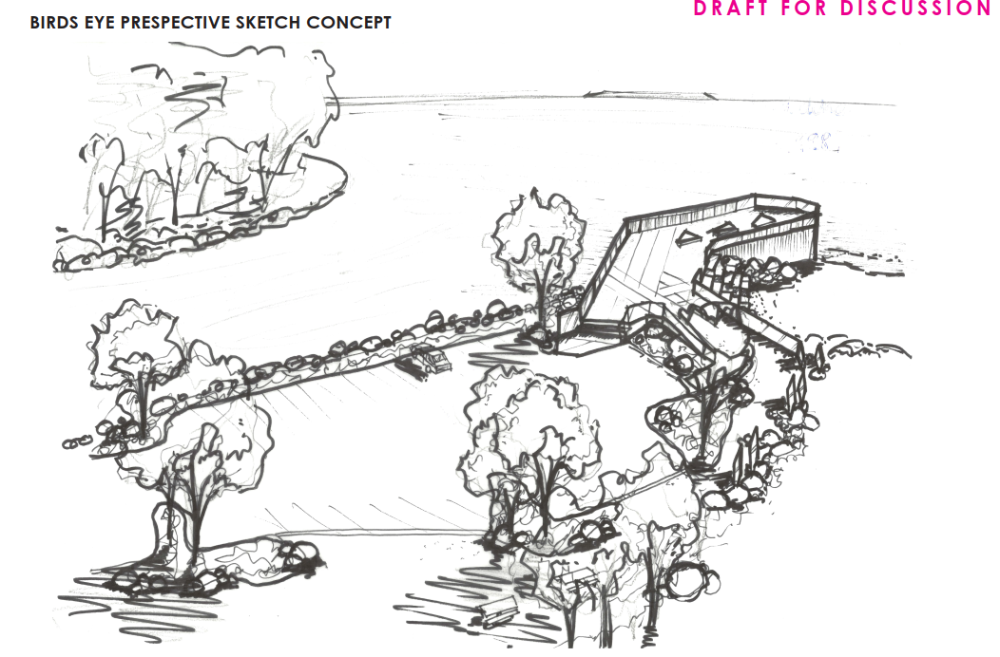 DRAFT FOR DISCUSSION
BIRDS EYE PRESPECTIVE SKETCH CONCEPT